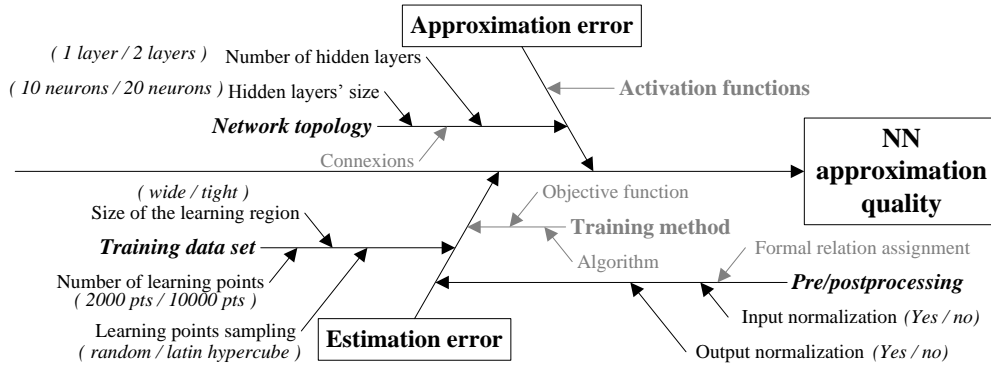 Approximation error
( 1 layer / 2 layers )
Number of hidden layers
( 10 neurons / 20 neurons )
Hidden layers' size
Activation functions
Network topology
Connexions
NN
approximation
quality
( wide / tight )
Size of the learning region
Objective function
Training method
Training data set
Algorithm
Formal relation assignment
Number of learning points
( 2000 pts / 10000 pts )
Pre/postprocessing
Learning points sampling
( random / latin hypercube )
Estimation error
Input normalization (Yes / no)
Output normalization (Yes / no)